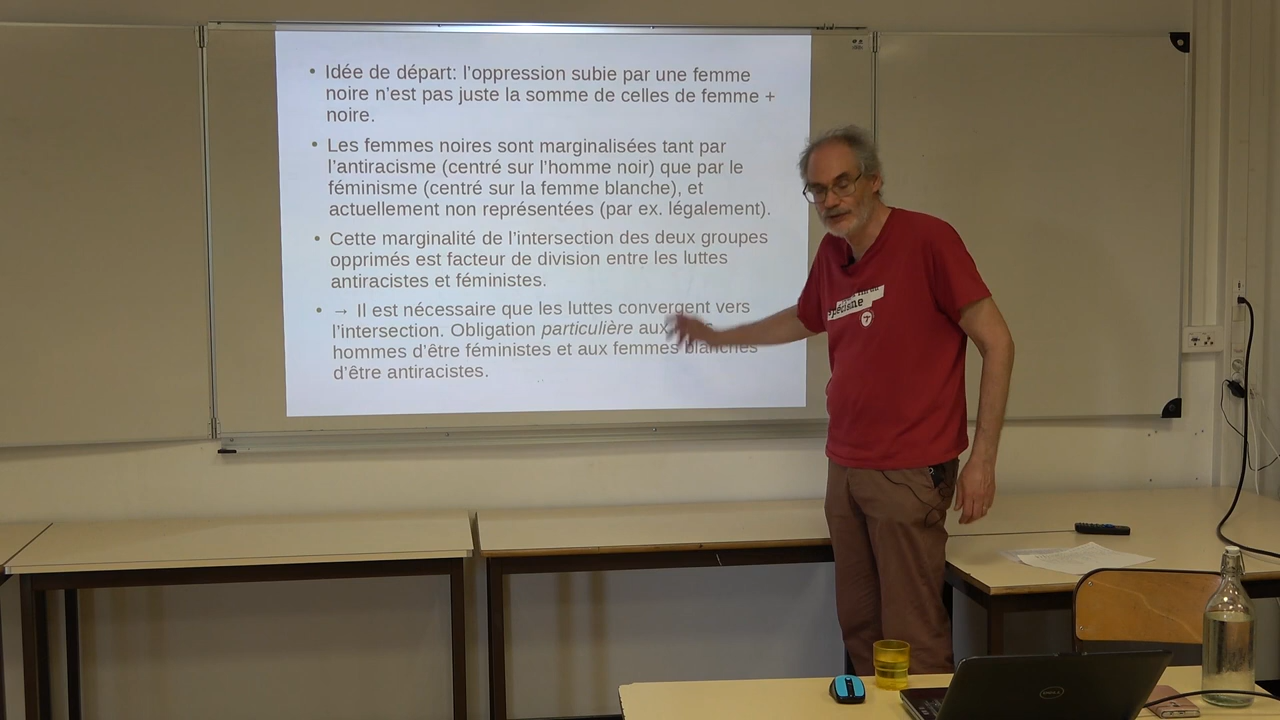 • Idée de départ: l'oppression subie par une femme
noire n'est pas juste la somme de celles de femme +
noire.
• Les femmes noires sont marginalisées tant par
l'antiracisme (centré sur l'homme noir) que par le
féminisme (centré sur la femme blanche), et
actuellement non représentées (par ex. légalement).
• Cette marginalité de l'intersection des deux groupes
opprimés est facteur de division entre les luttes
antiracistes et féministes.
• → Il est nécessaire que les luttes convergent vers
l'intersection. Obligation particulière aux
hommes d'être féministes et aux femmes blanches
d'être antiracistes.
DELL